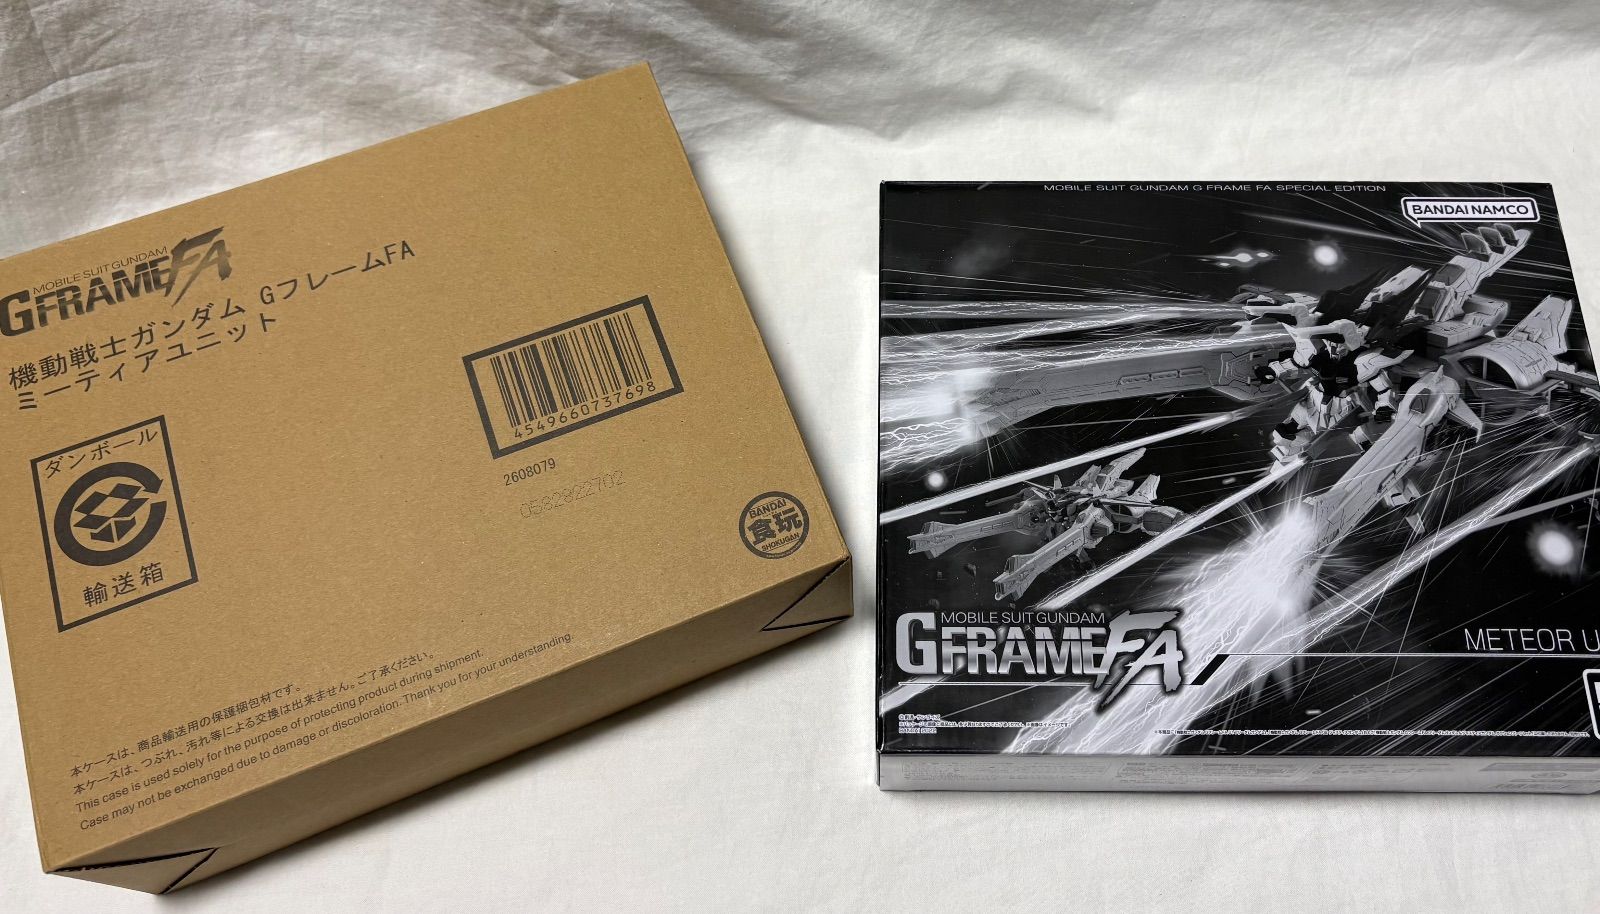 MOBILE SUIT GUNDAM
GFRAMEFA
機動戦士ガンダム GフレームFA
ミーティアユニット
4549660737698
2608079
0582822702
ダンボール
輸送箱
BANDAI
食玩
SHOKUGAN
本ケースは、商品輸送用の保護梱包材です。
本ケースは、つぶれ、汚れ等による交換は出来ません。ご了承ください。
This case is used solely for the purpose of protecting product during shipment.
Case may not be exchanged due to damage or discoloration. Thank you for your understanding.
MOBILE SUIT GUNDAM G FRAME FA SPECIAL EDITION
BANDAI NAMCO
MOBILE SUIT GUNDAM
GFRAMEFA
METEOR U